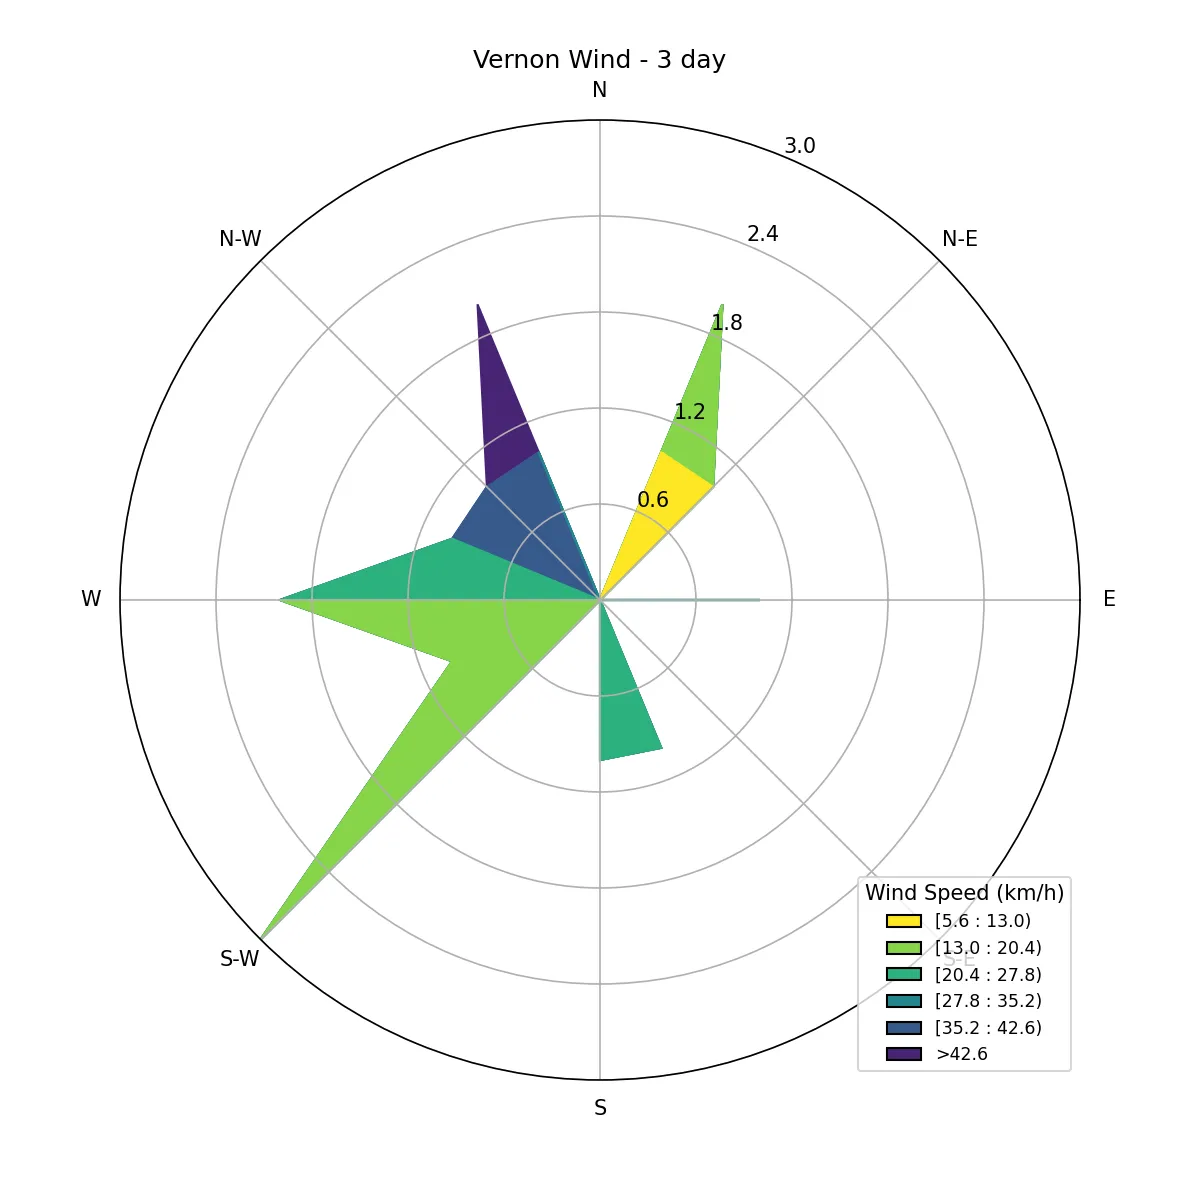 Vernon Wind - 3 day
N
3.0
N-W
2.4
N-E
1.8
1.2
0.6
W
E
S-W
S-E
S
Wind Speed (km/h)
[5.6 : 13.0)
[13.0 : 20.4)
[20.4 : 27.8)
[27.8 : 35.2)
[35.2 : 42.6)
>42.6